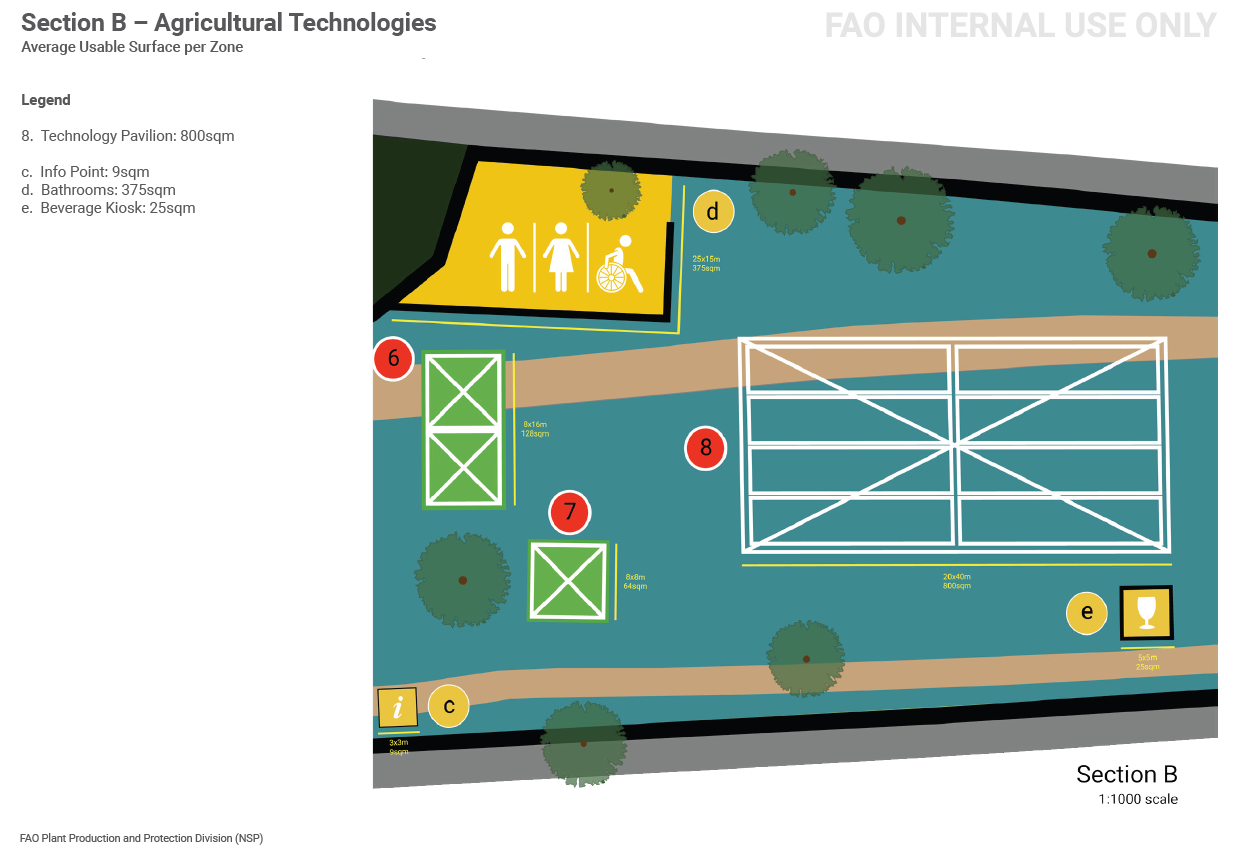 Section B – Agricultural Technologies
FAO INTERNAL USE ONLY
Average Usable Surface per Zone
Legend
8. Technology Pavilion: 800sqm
c. Info Point: 9sqm
d. Bathrooms: 375sqm
e. Beverage Kiosk: 25sqm
d
25x15m
375sqm
6
8x16m
128sqm
8
7
8x8m
64sqm
20x40m
800sqm
e
5x5m
25sqm
i
c
3x3m
9sqm
Section B
1:1000 scale
FAO Plant Production and Protection Division (NSP)